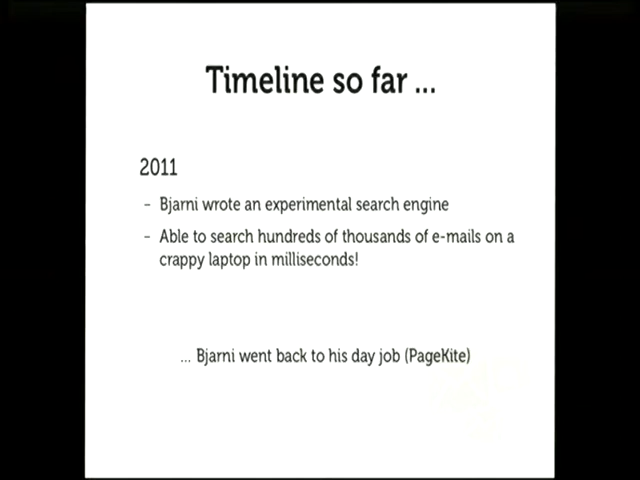 Timeline so far ...
2011
– Bjarni wrote an experimental search engine
– Able to search hundreds of thousands of e-mails on a
crappy laptop in milliseconds!
... Bjarni went back to his day job (PageKite)